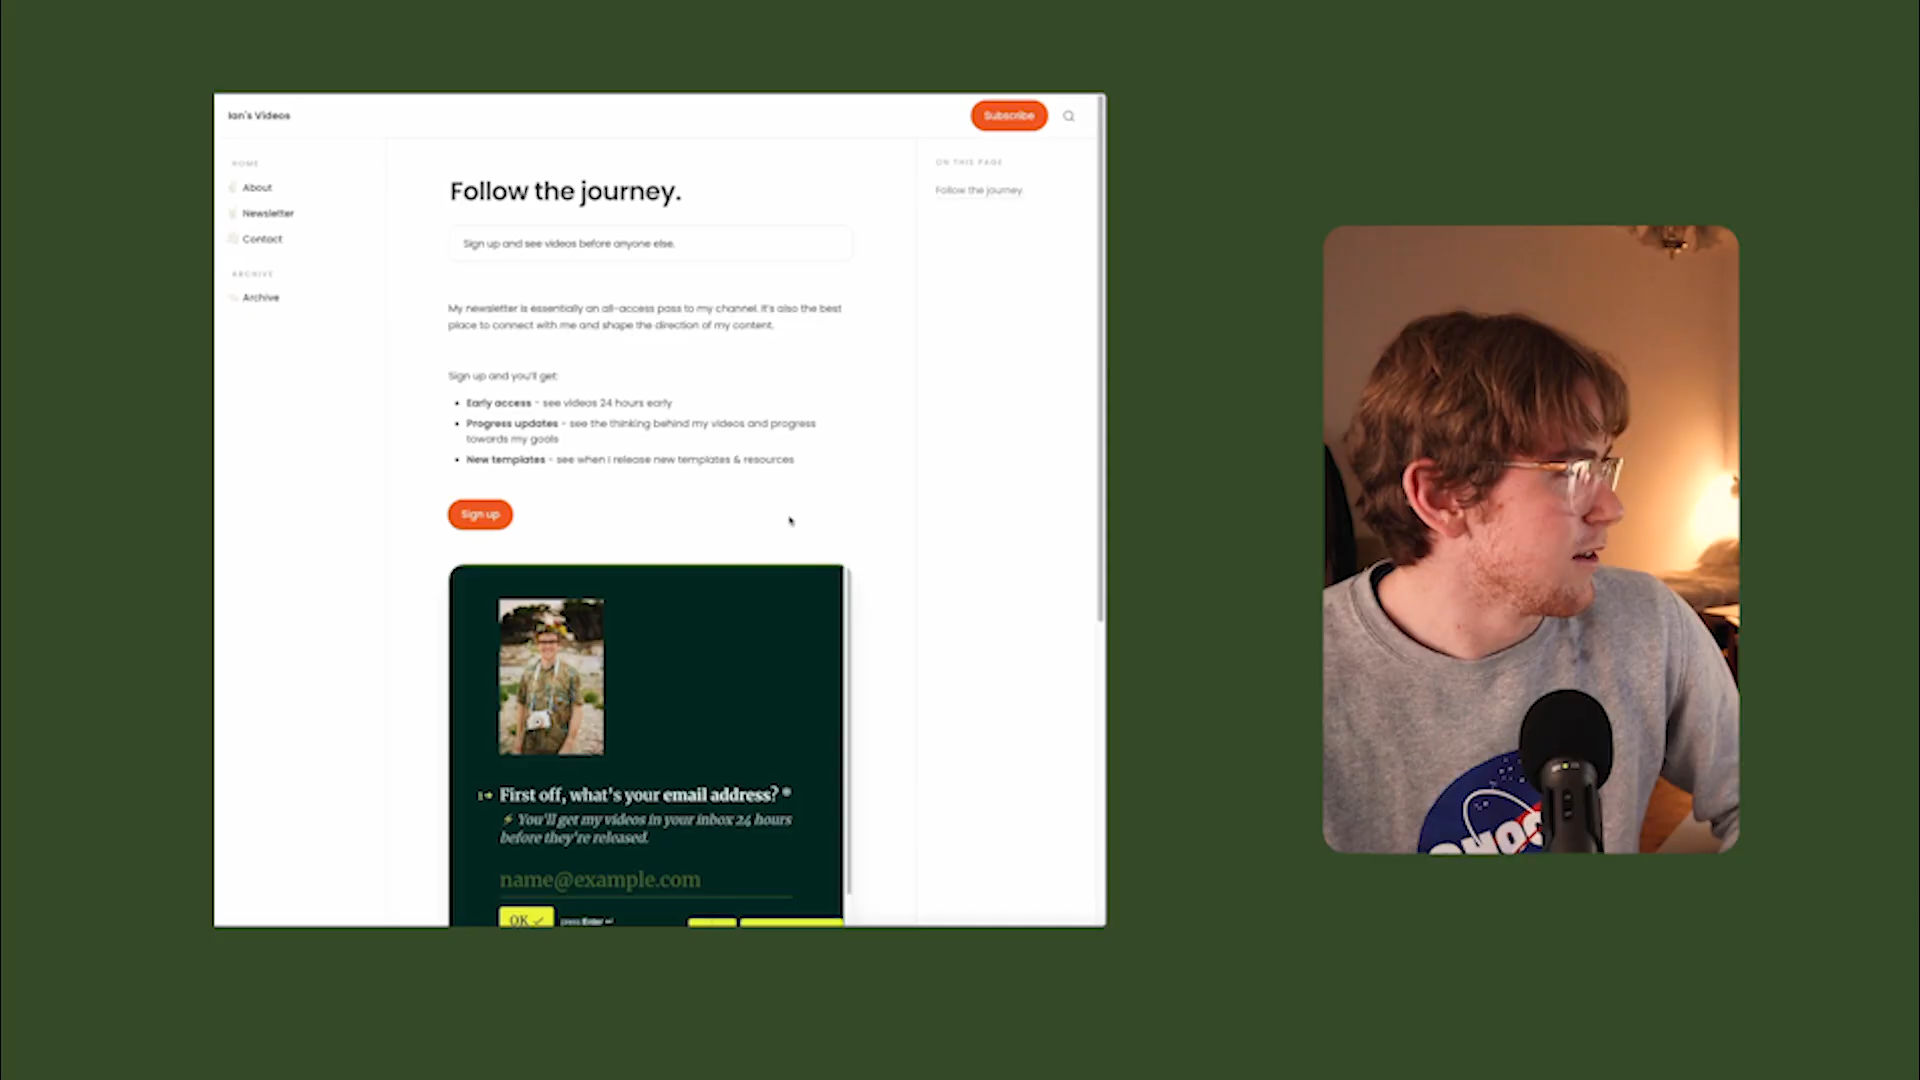 Ian's Videos
Subscribe
HOME
About
Newsletter
Contact
ARCHIVE
Archive
Follow the journey.
Sign up and see videos before anyone else.
My newsletter is essentially an all-access pass to my channel. It's also the best
place to connect with me and shape the direction of my content.
Sign up and you'll get:
• Early access - see videos 24 hours early
• Progress updates - see the thinking behind my videos and progress
towards my goals
• New templates - see when I release new templates & resources
Sign up
1→ First off, what's your email address? *
⚡ You'll get my videos in your inbox 24 hours
before they're released.
name@example.com
OK ✓ press Enter ↵
ON THIS PAGE
Follow the journey